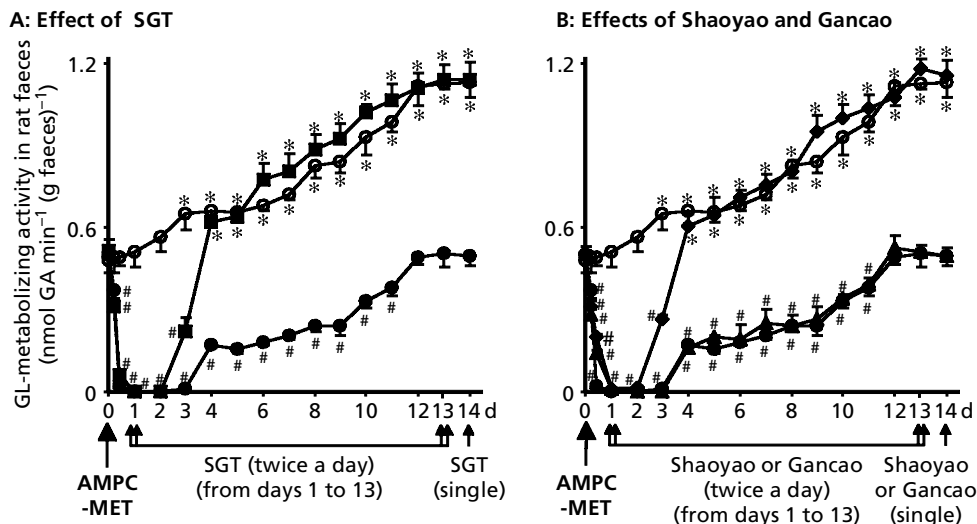 A: Effect of SGT
B: Effects of Shaoyao and Gancao
GL-metabolizing activity in rat faeces
(nmol GA min⁻¹ (g faeces)⁻¹)
1.2
0.6
0
0 1 2 3 4 6 8 10 12 13 14 d
AMPC
-MET
SGT (twice a day)
(from days 1 to 13)
SGT
(single)
1.2
0.6
0
0 1 2 3 4 6 8 10 12 13 14 d
AMPC
-MET
Shaoyao or Gancao
(twice a day)
(from days 1 to 13)
Shaoyao
or Gancao
(single)